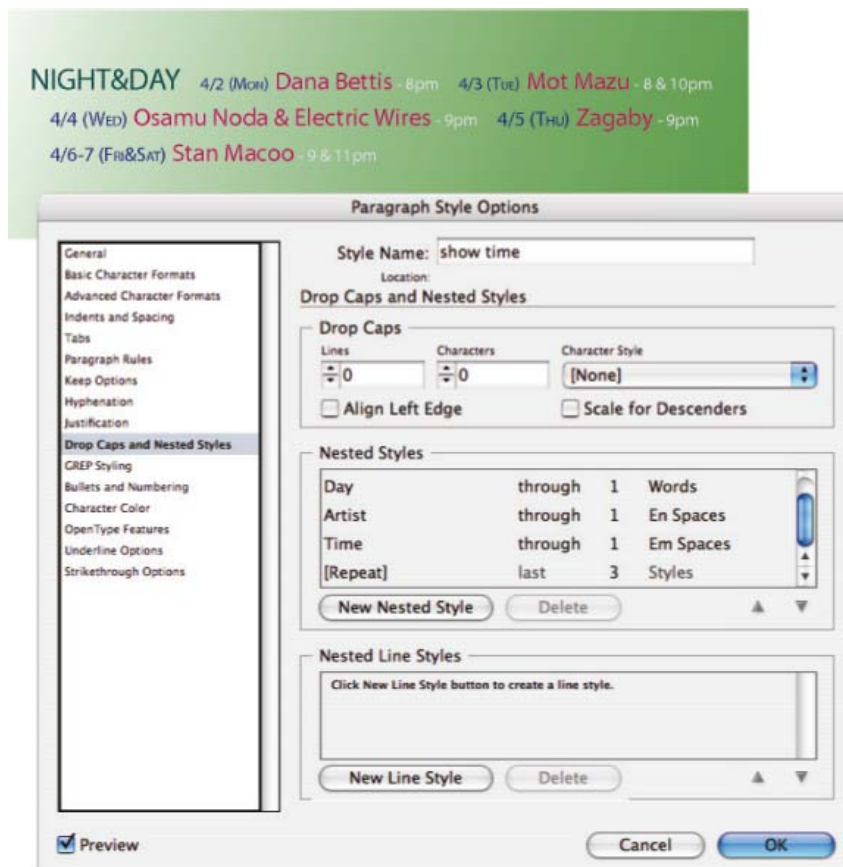 NIGHT&DAY 4/2 (MON) Dana Bettis - 8pm 4/3 (TUE) Mot Mazu - 8 & 10pm
4/4 (WED) Osamu Noda & Electric Wires - 9pm 4/5 (THU) Zagaby - 9pm
4/6-7 (FRI&SAT) Stan Macoo - 9 & 11pm
Paragraph Style Options
General
Basic Character Formats
Advanced Character Formats
Indents and Spacing
Tabs
Paragraph Rules
Keep Options
Hyphenation
Justification
Drop Caps and Nested Styles
GREP Styling
Bullets and Numbering
Character Color
OpenType Features
Underline Options
Strikethrough Options
Style Name: show time
Location:
Drop Caps and Nested Styles
Drop Caps
Lines Characters Character Style
0 0 [None]
Align Left Edge Scale for Descenders
Nested Styles
Day through 1 Words
Artist through 1 En Spaces
Time through 1 Em Spaces
[Repeat] last 3 Styles
New Nested Style Delete
Nested Line Styles
Click New Line Style button to create a line style.
New Line Style Delete
Preview Cancel OK